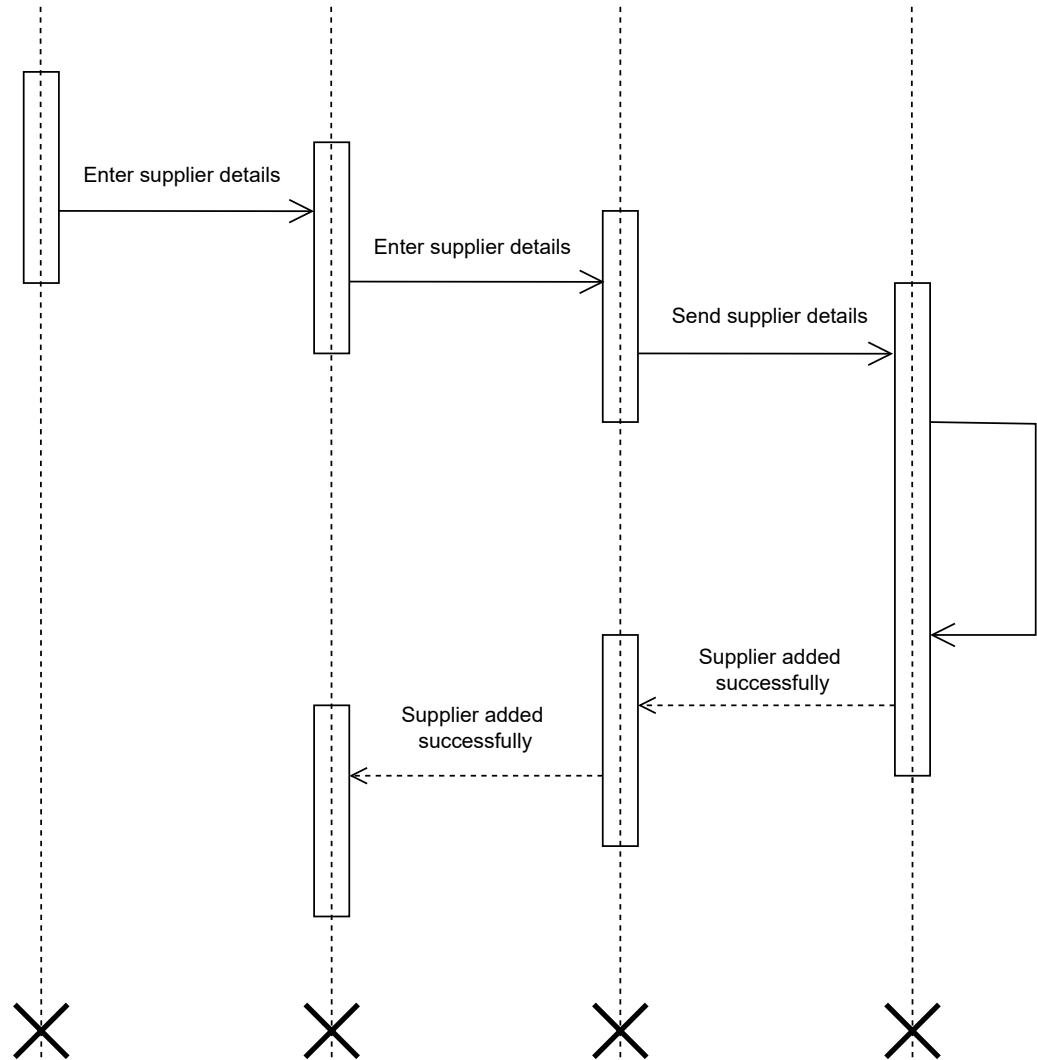 Enter supplier details
Enter supplier details
Send supplier details
Supplier added
successfully
Supplier added
successfully